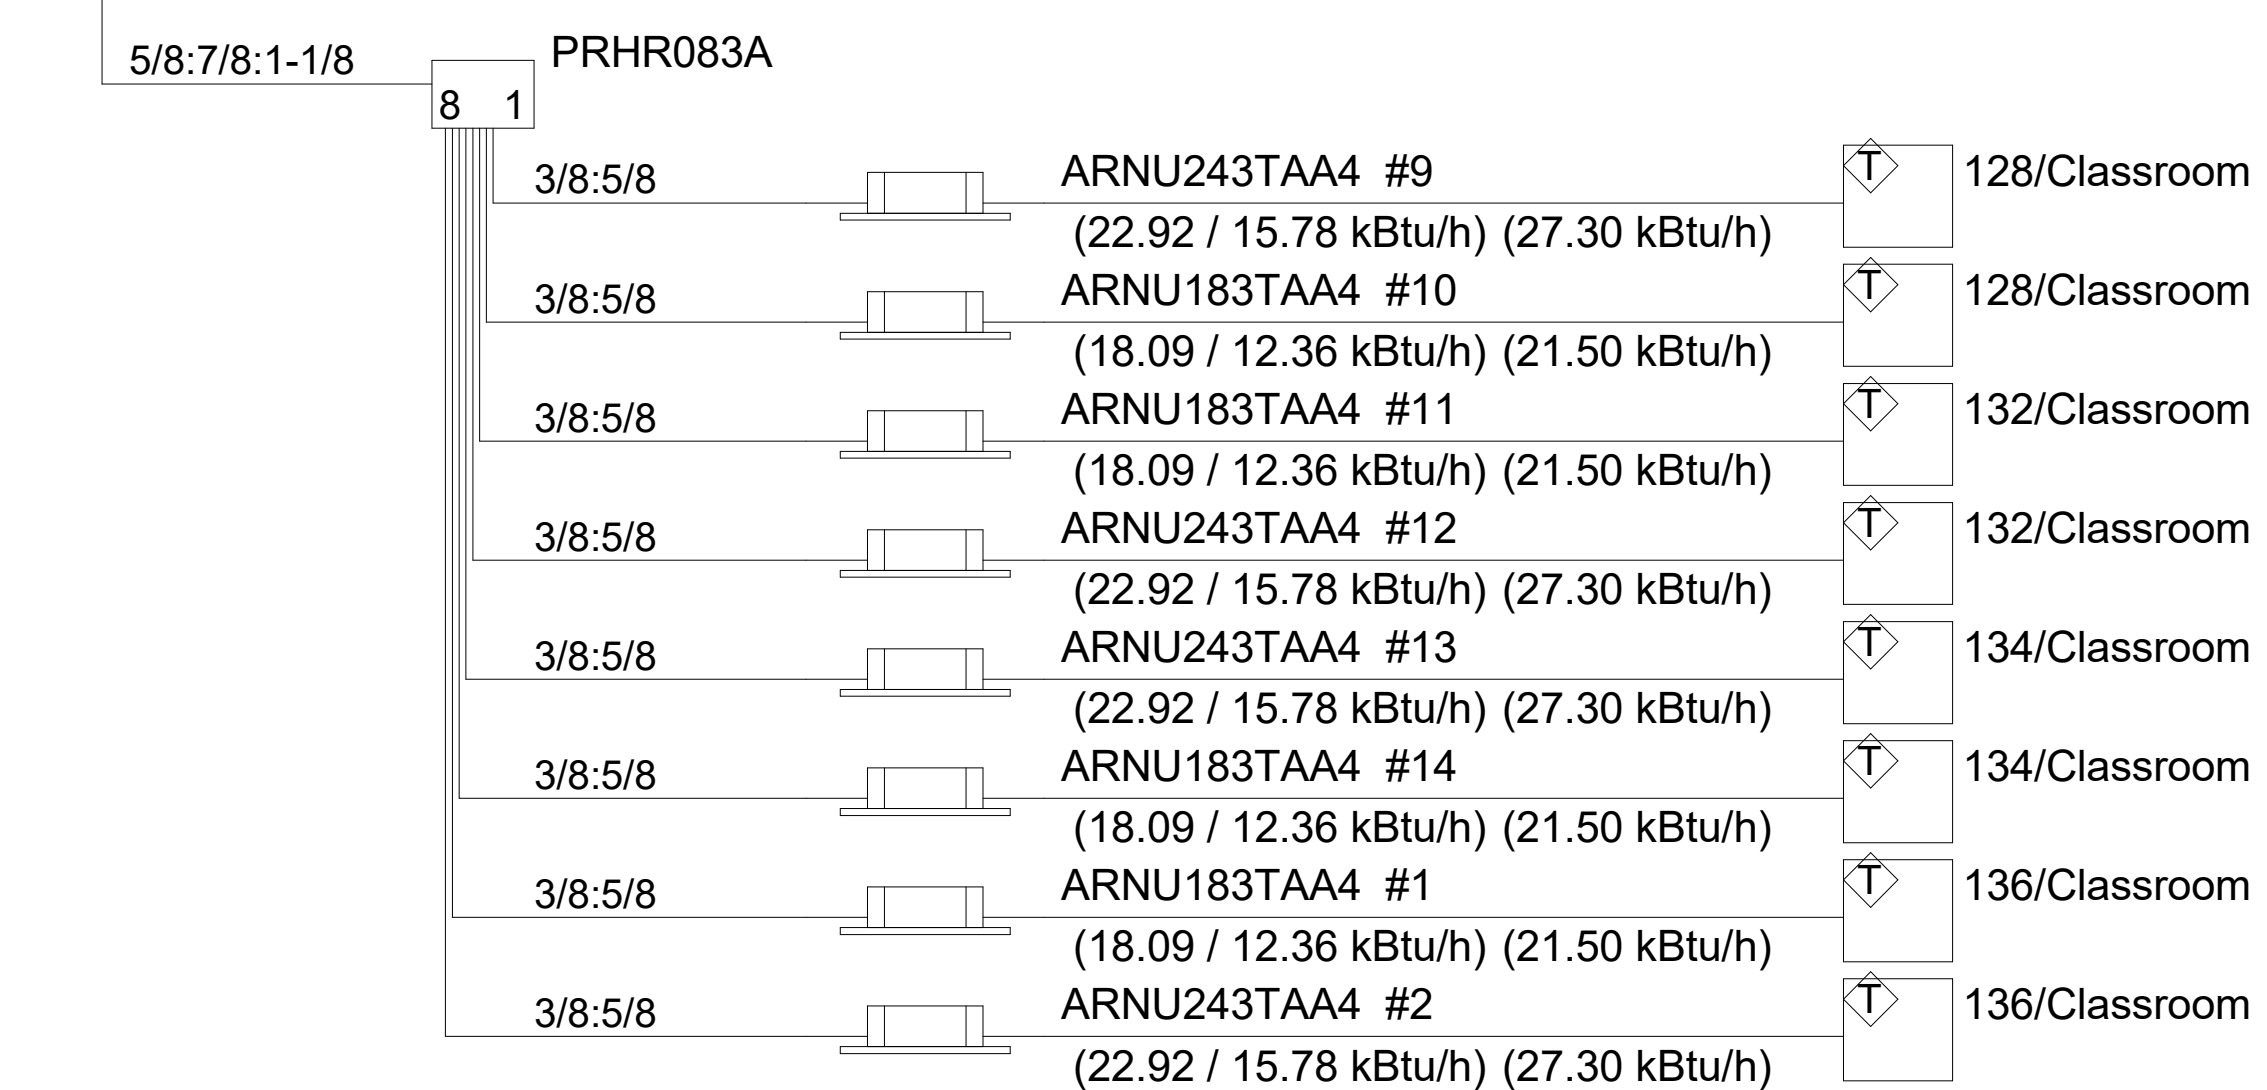 5/8:7/8:1-1/8 PRHR083A
8 1
3/8:5/8 ARNU243TAA4 #9 T 128/Classroom
(22.92 / 15.78 kBtu/h) (27.30 kBtu/h)
3/8:5/8 ARNU183TAA4 #10 T 128/Classroom
(18.09 / 12.36 kBtu/h) (21.50 kBtu/h)
3/8:5/8 ARNU183TAA4 #11 T 132/Classroom
(18.09 / 12.36 kBtu/h) (21.50 kBtu/h)
3/8:5/8 ARNU243TAA4 #12 T 132/Classroom
(22.92 / 15.78 kBtu/h) (27.30 kBtu/h)
3/8:5/8 ARNU243TAA4 #13 T 134/Classroom
(22.92 / 15.78 kBtu/h) (27.30 kBtu/h)
3/8:5/8 ARNU183TAA4 #14 T 134/Classroom
(18.09 / 12.36 kBtu/h) (21.50 kBtu/h)
3/8:5/8 ARNU183TAA4 #1 T 136/Classroom
(18.09 / 12.36 kBtu/h) (21.50 kBtu/h)
3/8:5/8 ARNU243TAA4 #2 T 136/Classroom
(22.92 / 15.78 kBtu/h) (27.30 kBtu/h)